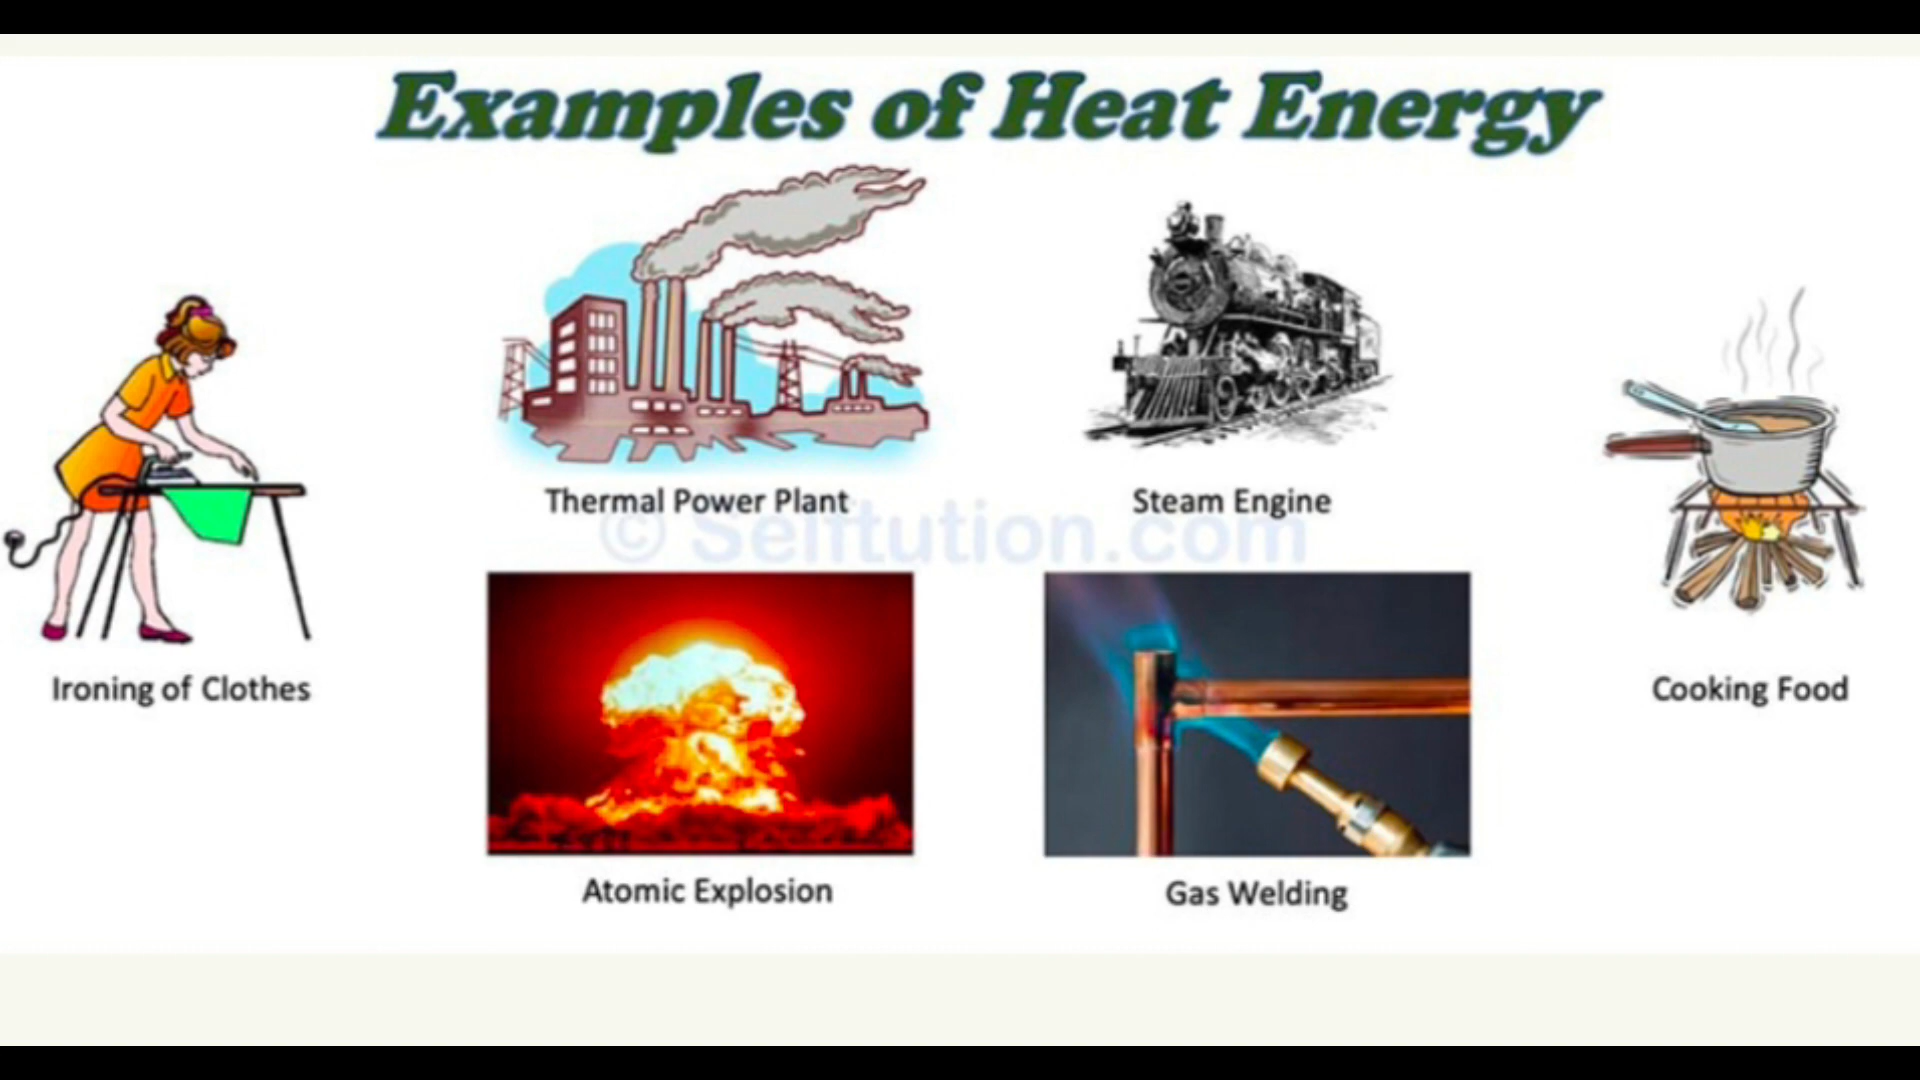 Examples of Heat Energy
Thermal Power Plant
Steam Engine
© Selftution.com
Ironing of Clothes
Cooking Food
Atomic Explosion
Gas Welding